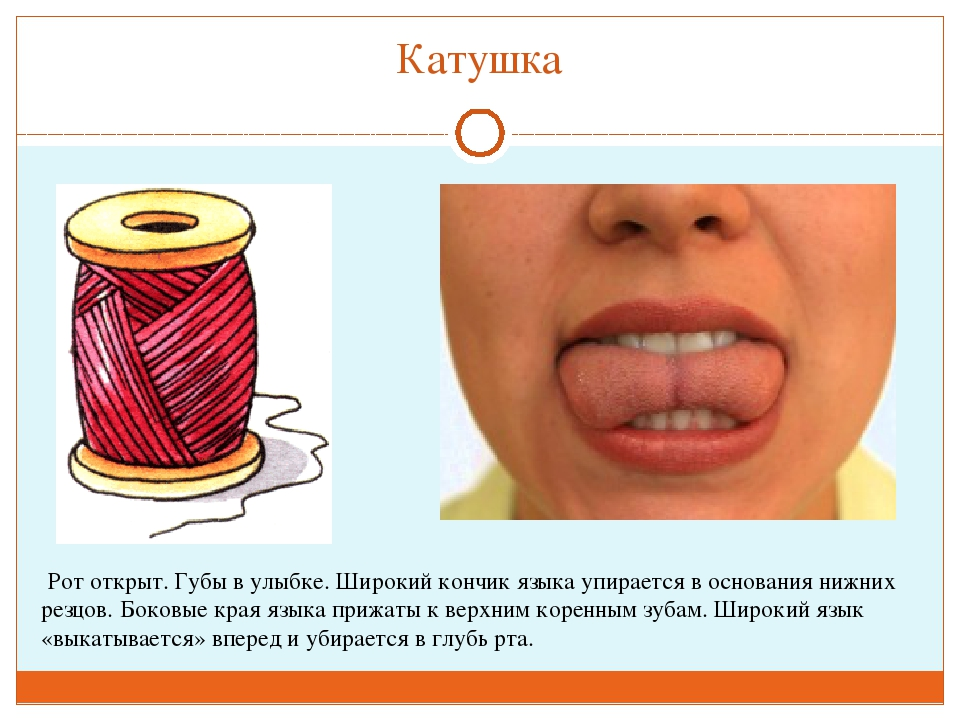 Катушка
Рот открыт. Губы в улыбке. Широкий кончик языка упирается в основания нижних
резцов. Боковые края языка прижаты к верхним коренным зубам. Широкий язык
«выкатывается» вперед и убирается в глубь рта.